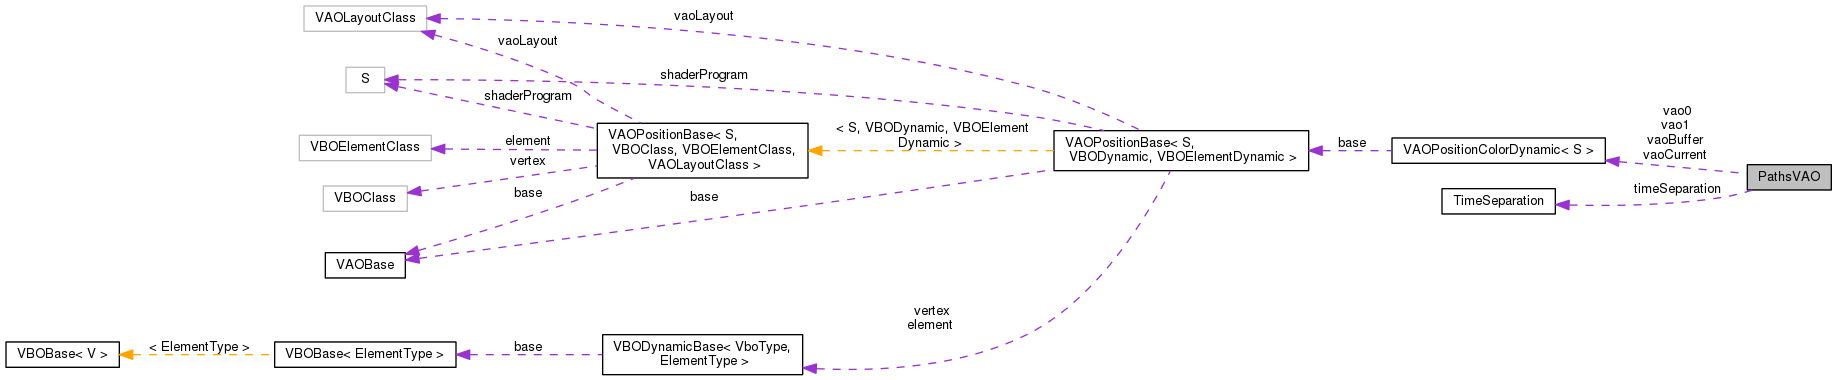 VAOLayoutClass
vaoLayout
vaoLayout
S
shaderProgram
shaderProgram
VBOElementClass
element
vertex
VBOClass
base
VAOPositionBase< S,
VBOClass, VBOElementClass,
VAOLayoutClass >
< S, VBODynamic, VBOElement
Dynamic >
VAOPositionBase< S,
VBODynamic, VBOElementDynamic >
base
VAOPositionColorDynamic< S >
vao0
vao1
vaoBuffer
vaoCurrent
PathsVAO
timeSeparation
TimeSeparation
base
VAOBase
vertex
element
VBOBase< V >
< ElementType >
VBOBase< ElementType >
base
VBODynamicBase< VboType,
ElementType >